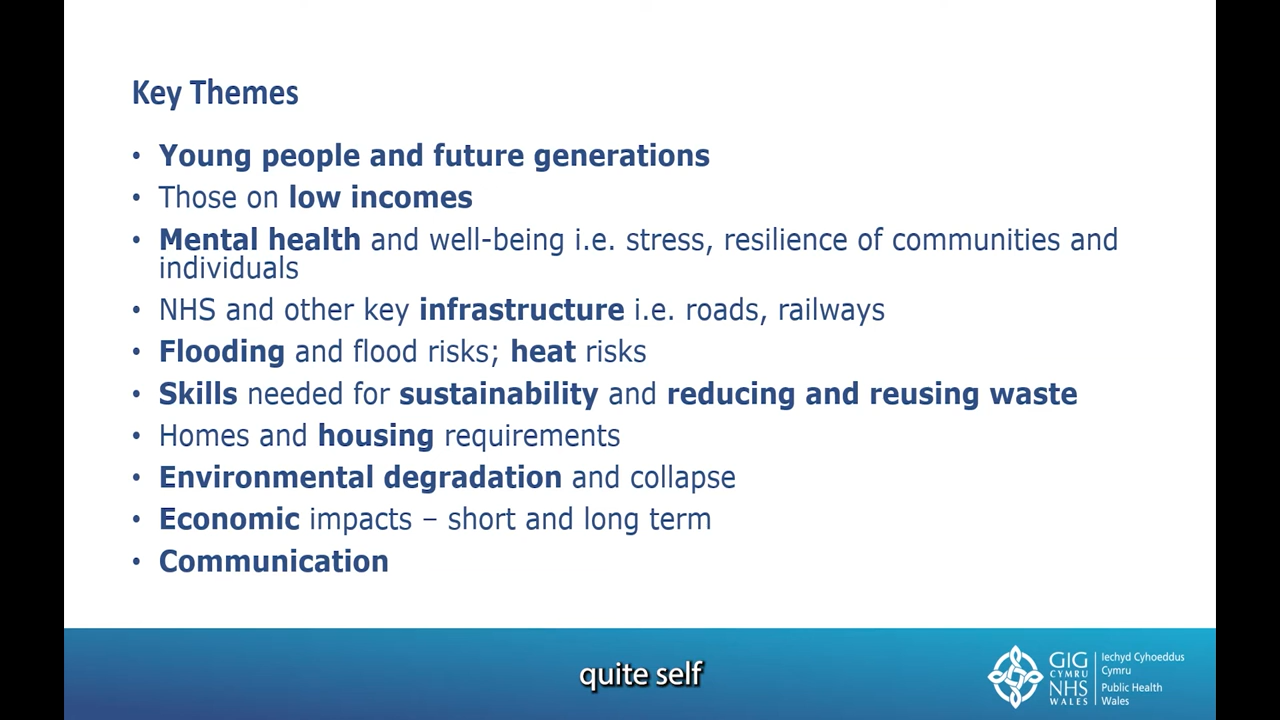 Key Themes
• Young people and future generations
• Those on low incomes
• Mental health and well-being i.e. stress, resilience of communities and
individuals
• NHS and other key infrastructure i.e. roads, railways
• Flooding and flood risks; heat risks
• Skills needed for sustainability and reducing and reusing waste
• Homes and housing requirements
• Environmental degradation and collapse
• Economic impacts – short and long term
• Communication
quite self
GIG
CYMRU
NHS
WALES
Iechyd Cyhoeddus
Cymru
Public Health
Wales